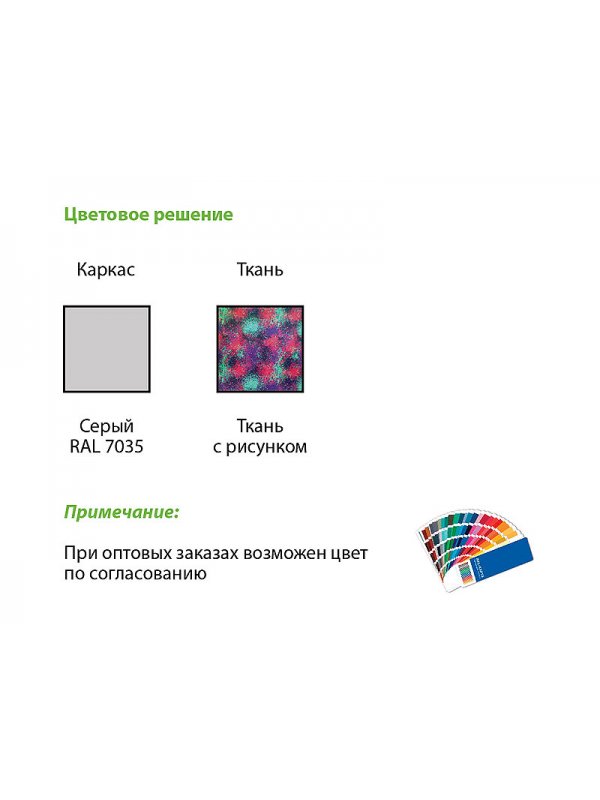 Цветовое решение
Каркас
Ткань
Серый
RAL 7035
Ткань
с рисунком
Примечание:
При оптовых заказах возможен цвет
по согласованию